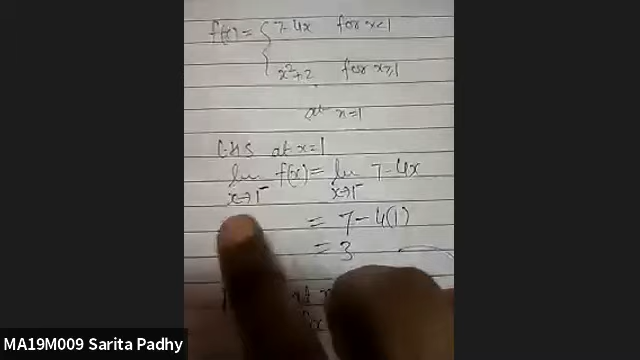 f(x) = { 7-4x for x<1
x²+2 for x≥1
at x=1
LHS at x=1
lim f(x) = lim 7-4x
x→1⁻ x→1⁻
= 7-4(1)
= 3
MA19M009 Sarita Padhy